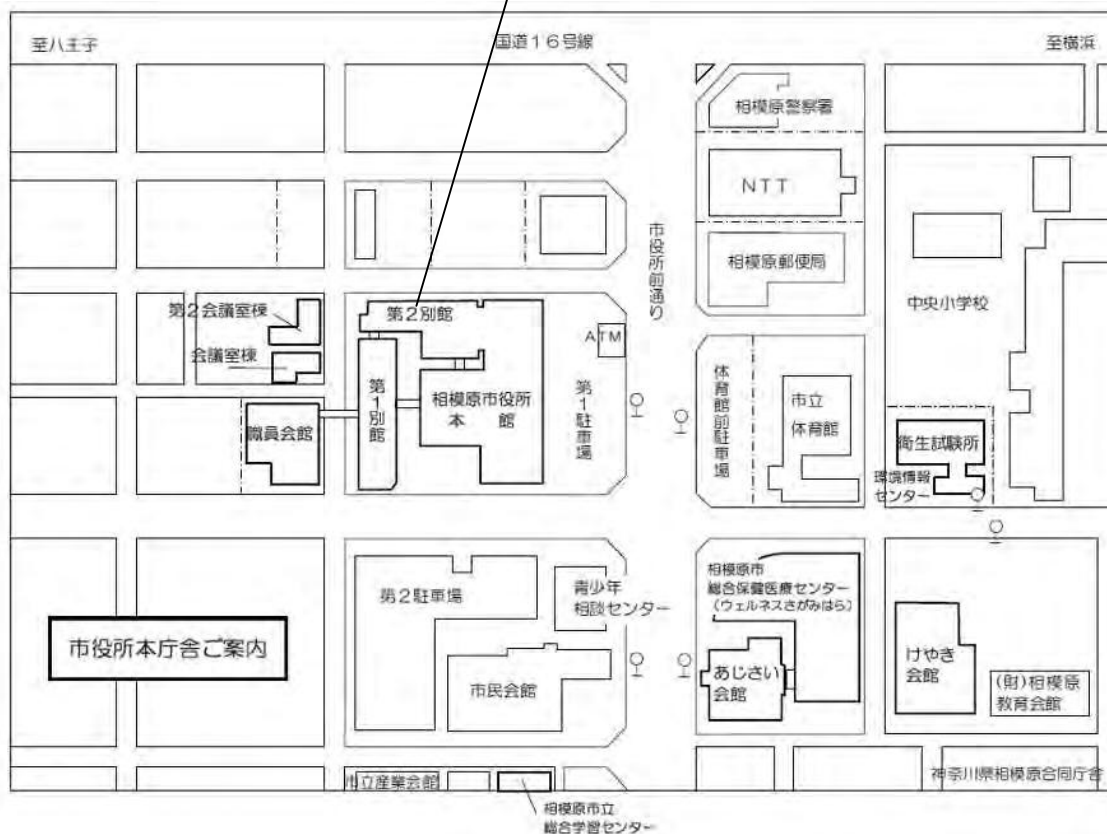 至八王子
国道16号線
至横浜
相模原警察署
NTT
相模原郵便局
市役所前通り
中央小学校
第2会議室棟
会議室棟
職員会館
第2別館
第1別館
相模原市役所
本 館
ATM
第1駐車場
体育館前駐車場
市立
体育館
衛生試験所
環境情報
センター
第2駐車場
青少年
相談センター
市民会館
相模原市
総合保健医療センター
(ウェルネスさがみはら)
あじさい
会館
けやき
会館
(財)相模原
教育会館
市役所本庁舎ご案内
市立産業会館
神奈川県相模原合同庁舎
相模原市立
総合学習センター